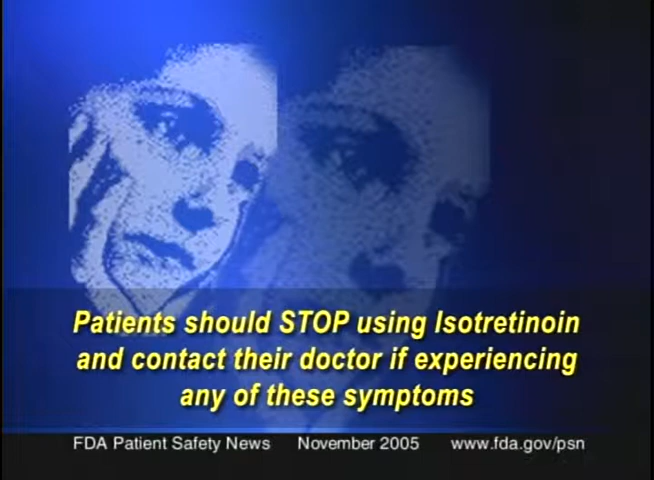 Patients should STOP using Isotretinoin
and contact their doctor if experiencing
any of these symptoms
FDA Patient Safety News November 2005 www.fda.gov/psn